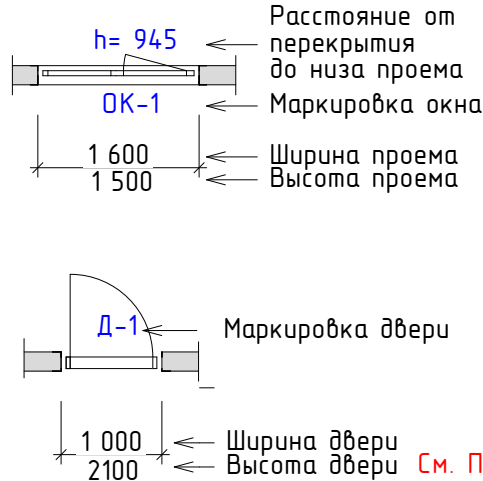 Расстояние от
h= 945 перекрытия
до низа проема
ОК-1 Маркировка окна
1 600 Ширина проема
1 500 Высота проема
Д-1 Маркировка двери
1 000 Ширина двери
2100 Высота двери См. П